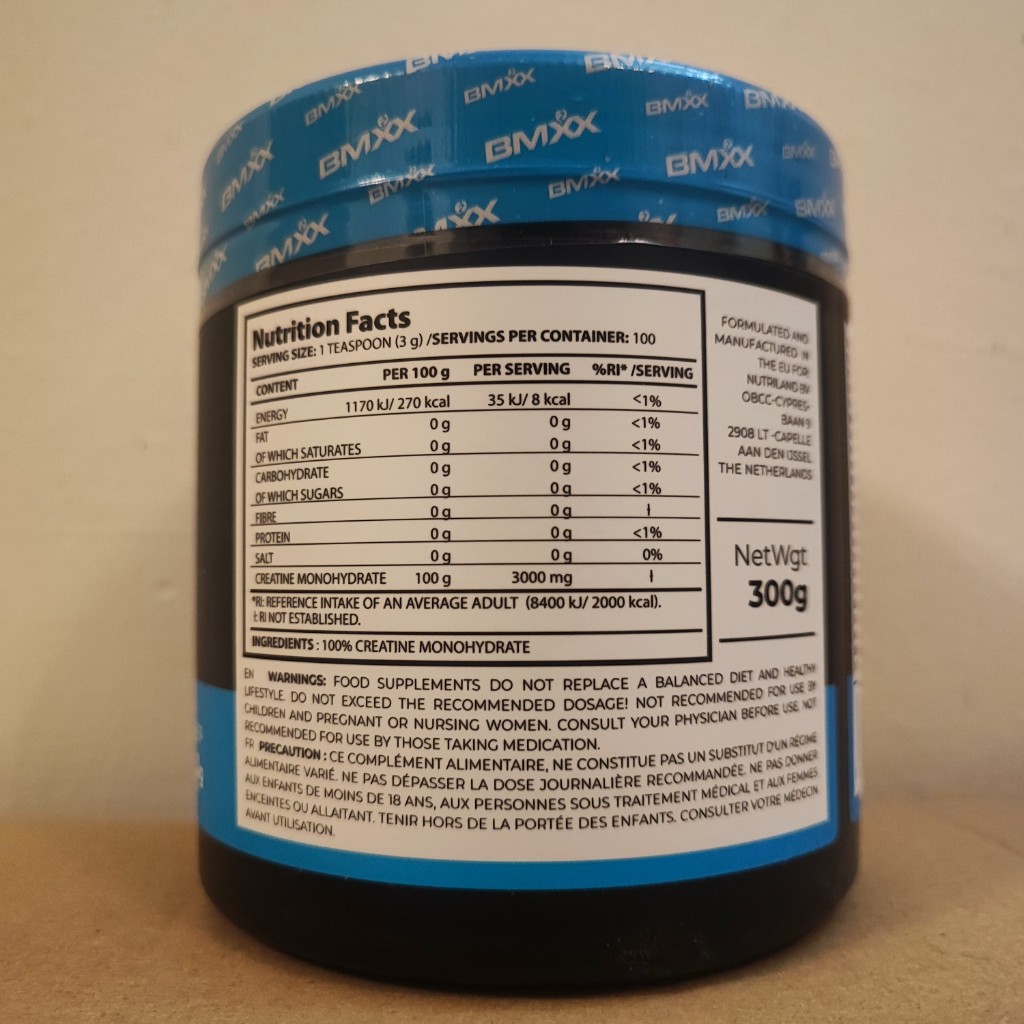 BMXX
BMXX
BMXX
BMXX
BMXX
BMXX
BMXX
BMXX
BMXX
BMXX
BMXX
BMXX
Nutrition Facts
SERVING SIZE: 1 TEASPOON (3 g) /SERVINGS PER CONTAINER: 100
CONTENT PER 100 g PER SERVING %RI* /SERVING
ENERGY 1170 kJ/ 270 kcal 35 kJ/ 8 kcal <1%
FAT 0 g 0 g <1%
OF WHICH SATURATES 0 g 0 g <1%
CARBOHYDRATE 0 g 0 g <1%
OF WHICH SUGARS 0 g 0 g <1%
FIBRE 0 g 0 g ƚ
PROTEIN 0 g 0 g <1%
SALT 0 g 0 g 0%
CREATINE MONOHYDRATE 100 g 3000 mg ƚ
*RI: REFERENCE INTAKE OF AN AVERAGE ADULT (8400 kJ/ 2000 kcal).
ƚ: RI NOT ESTABLISHED.
INGREDIENTS : 100% CREATINE MONOHYDRATE
FORMULATED AND
MANUFACTURED IN
THE EU FOR
NUTRILAND BV
OBCC-CYPRES-
BAAN 9
2908 LT -CAPELLE
AAN DEN IJSSEL
THE NETHERLANDS
NetWgt
300g
EN WARNINGS: FOOD SUPPLEMENTS DO NOT REPLACE A BALANCED DIET AND HEALTHY
LIFESTYLE. DO NOT EXCEED THE RECOMMENDED DOSAGE! NOT RECOMMENDED FOR USE BY
CHILDREN AND PREGNANT OR NURSING WOMEN. CONSULT YOUR PHYSICIAN BEFORE USE. NOT
RECOMMENDED FOR USE BY THOSE TAKING MEDICATION.
FR PRECAUTION : CE COMPLÉMENT ALIMENTAIRE, NE CONSTITUE PAS UN SUBSTITUT D'UN RÉGIME
ALIMENTAIRE VARIÉ. NE PAS DÉPASSER LA DOSE JOURNALIÈRE RECOMMANDÉE. NE PAS DONNER
AUX ENFANTS DE MOINS DE 18 ANS, AUX PERSONNES SOUS TRAITEMENT MÉDICAL ET AUX FEMMES
ENCEINTES OU ALLAITANT. TENIR HORS DE LA PORTÉE DES ENFANTS. CONSULTER VOTRE MÉDECIN
AVANT UTILISATION.